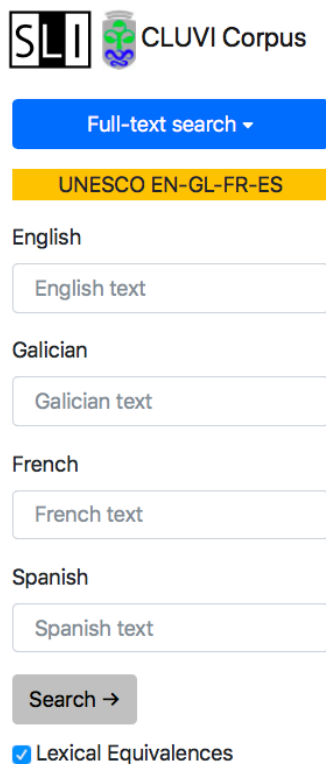 SLI CLUVI Corpus
Full-text search
UNESCO EN-GL-FR-ES
English
English text
Galician
Galician text
French
French text
Spanish
Spanish text
Search →
Lexical Equivalences